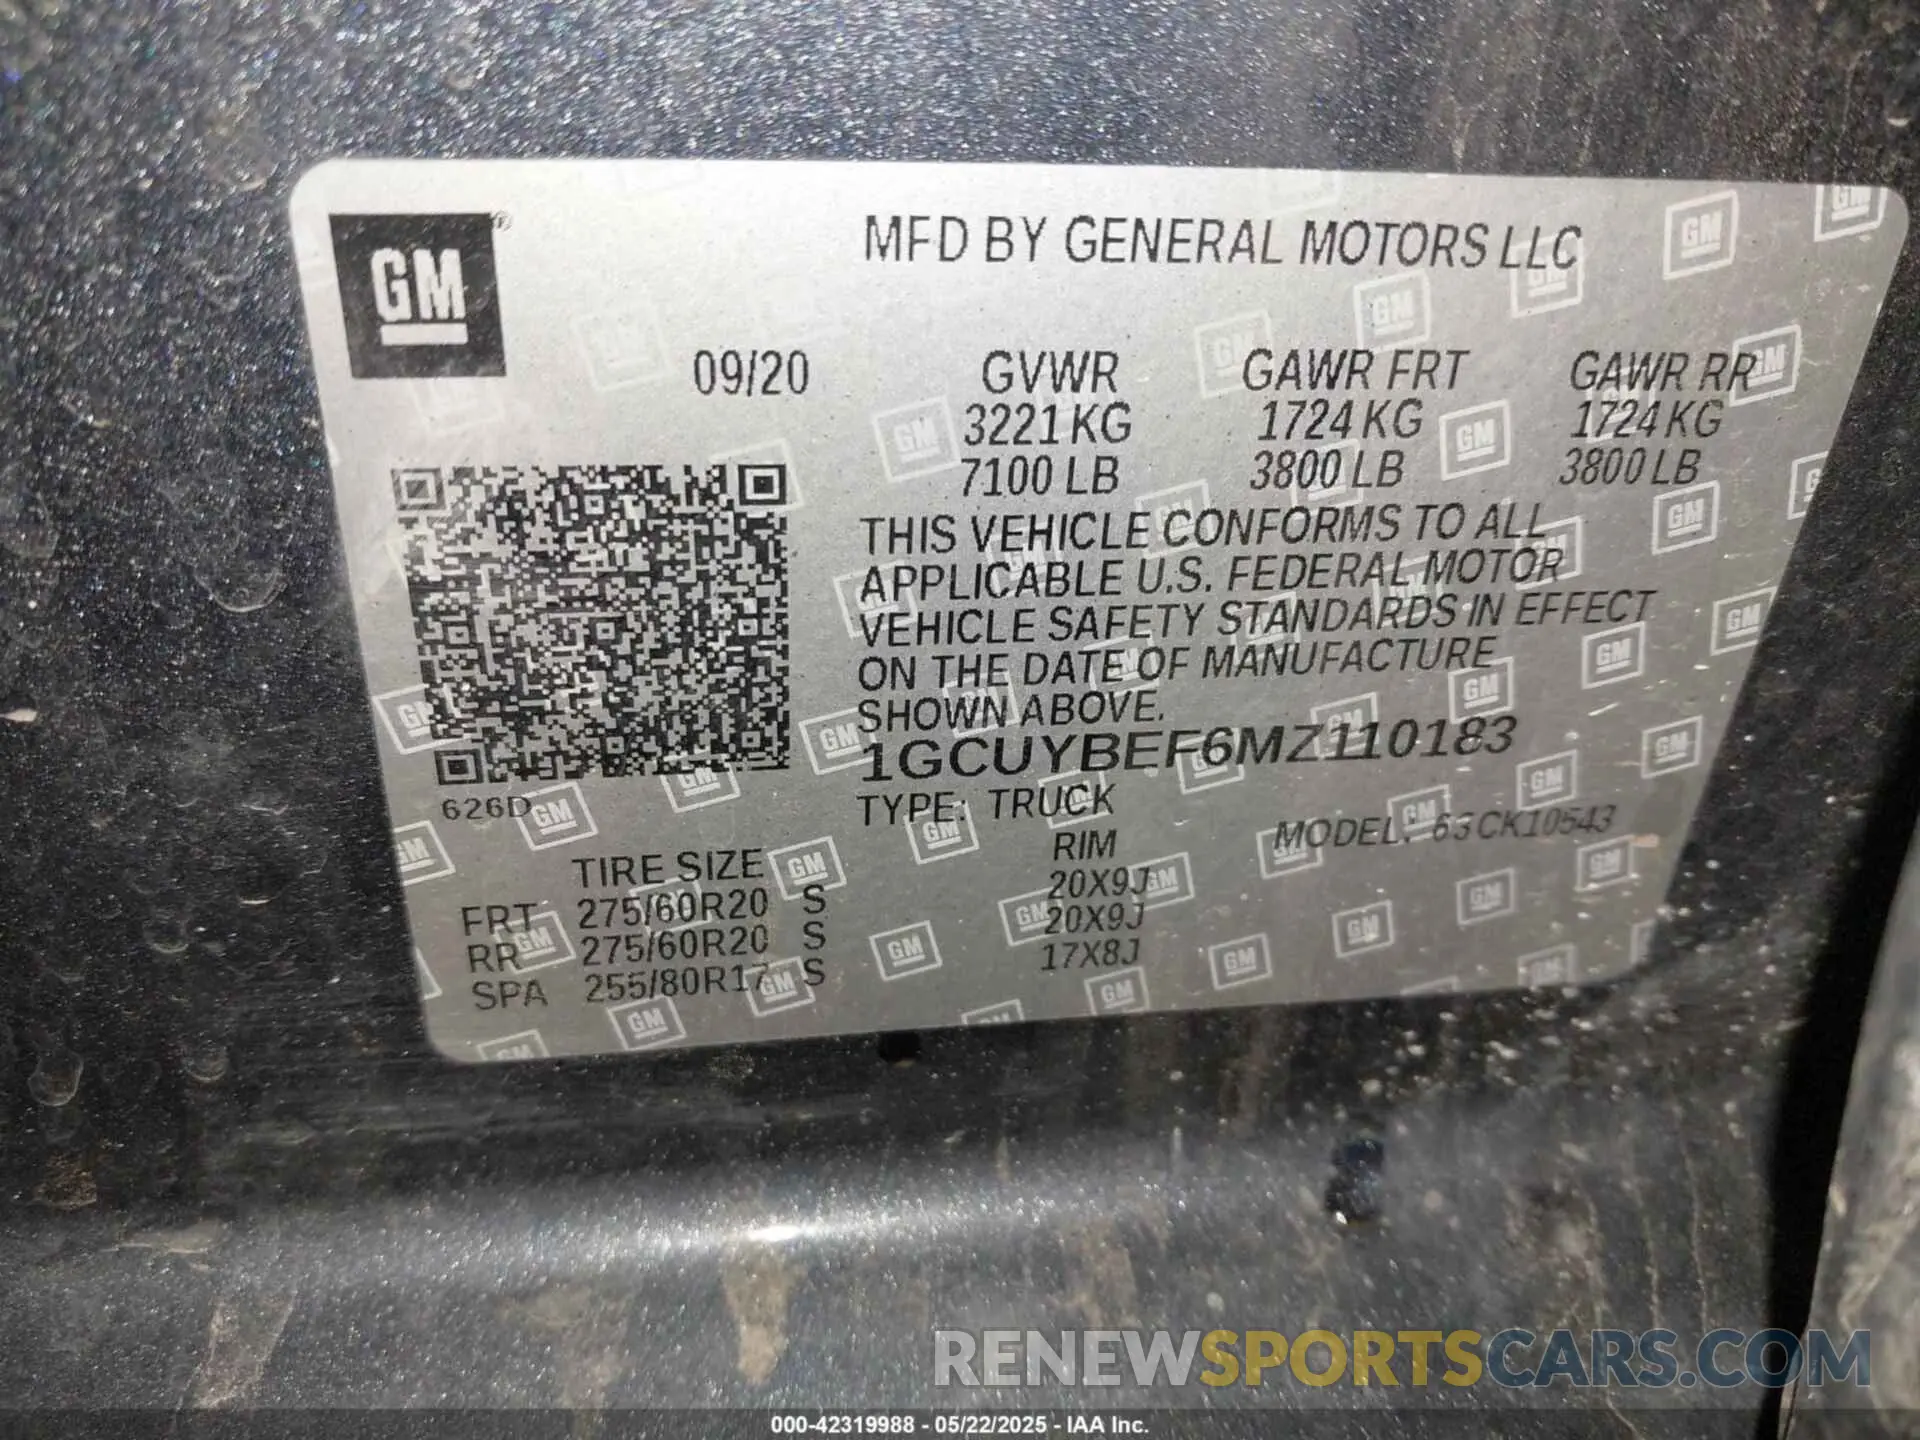 GM®
MFD BY GENERAL MOTORS LLC
09/20 GVWR GAWR FRT GAWR RR
3221 KG 1724 KG 1724 KG
7100 LB 3800 LB 3800 LB
THIS VEHICLE CONFORMS TO ALL
APPLICABLE U.S. FEDERAL MOTOR
VEHICLE SAFETY STANDARDS IN EFFECT
ON THE DATE OF MANUFACTURE
SHOWN ABOVE.
1GCUYBEF6MZ110183
626D
TYPE: TRUCK MODEL: 63 CK10543
TIRE SIZE RIM
FRT 275/60R20 S 20X9J
RR 275/60R20 S 20X9J
SPA 255/80R17 S 17X8J
RENEWSPORTSCARS.COM
000-42319988 - 05/22/2025 - IAA Inc.